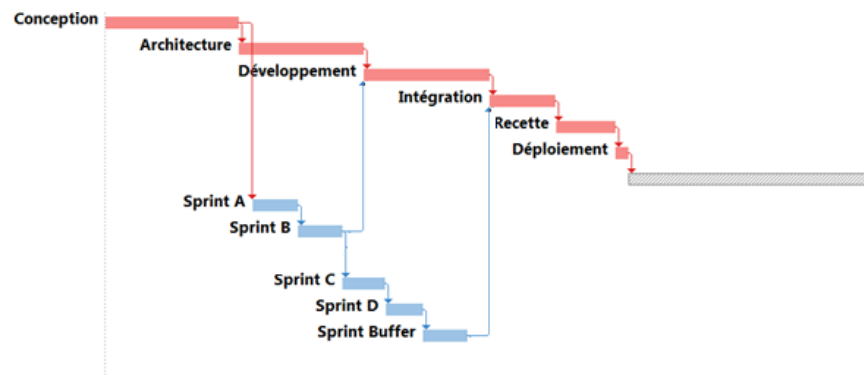 Conception
Architecture
Développement
Intégration
Recette
Déploiement
Sprint A
Sprint B
Sprint C
Sprint D
Sprint Buffer